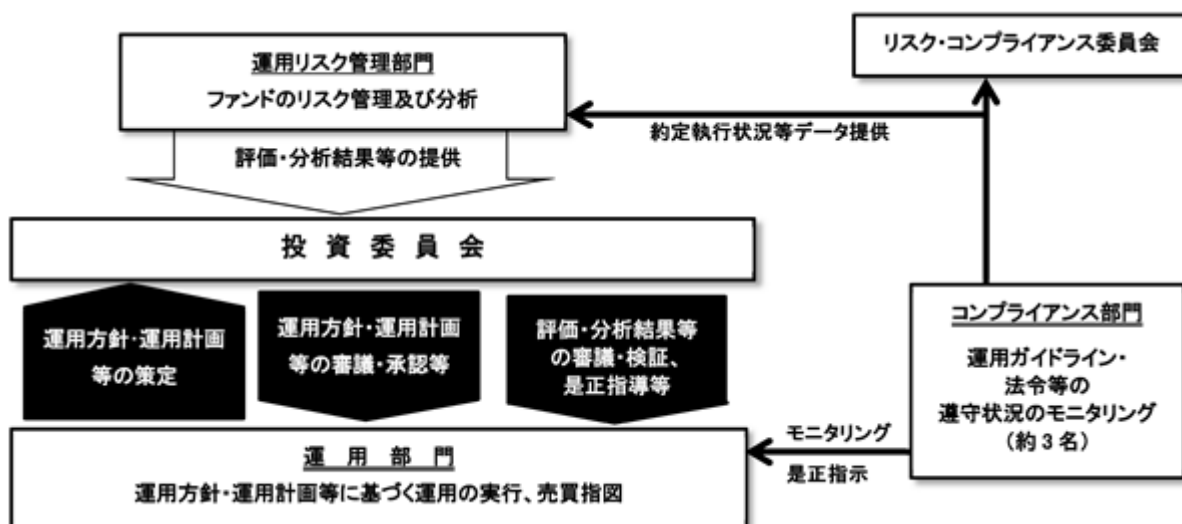 運用リスク管理部門
ファンドのリスク管理及び分析
リスク・コンプライアンス委員会
約定執行状況等データ提供
評価・分析結果等の提供
投資委員会
運用方針・運用計画
等の策定
運用方針・運用計画
等の審議・承認等
評価・分析結果等
の審議・検証、
是正指導等
コンプライアンス部門
運用ガイドライン・
法令等の
遵守状況のモニタリング
（約３名）
モニタリング
是正指示
運用部門
運用方針・運用計画等に基づく運用の実行、売買指図